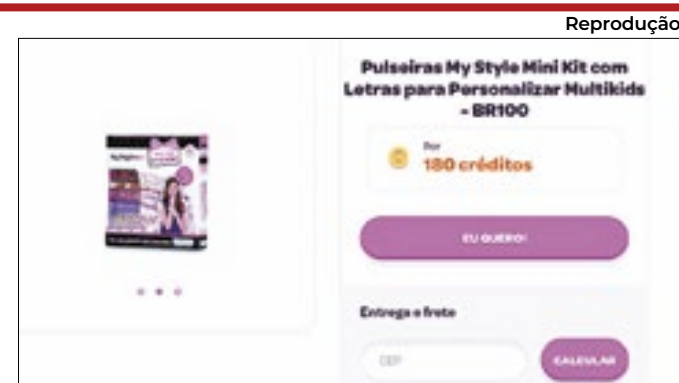 Reprodução
Pulseiras My Style Mini Kit com
Letras para Personalizar Multikids
- BR100
Por
180 créditos
EU QUERO!
Entrega e frete
CEP
CALCULAR